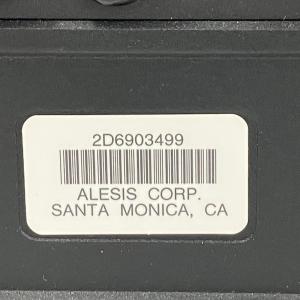 2D6903499
ALESIS CORP.
SANTA MONICA, CA